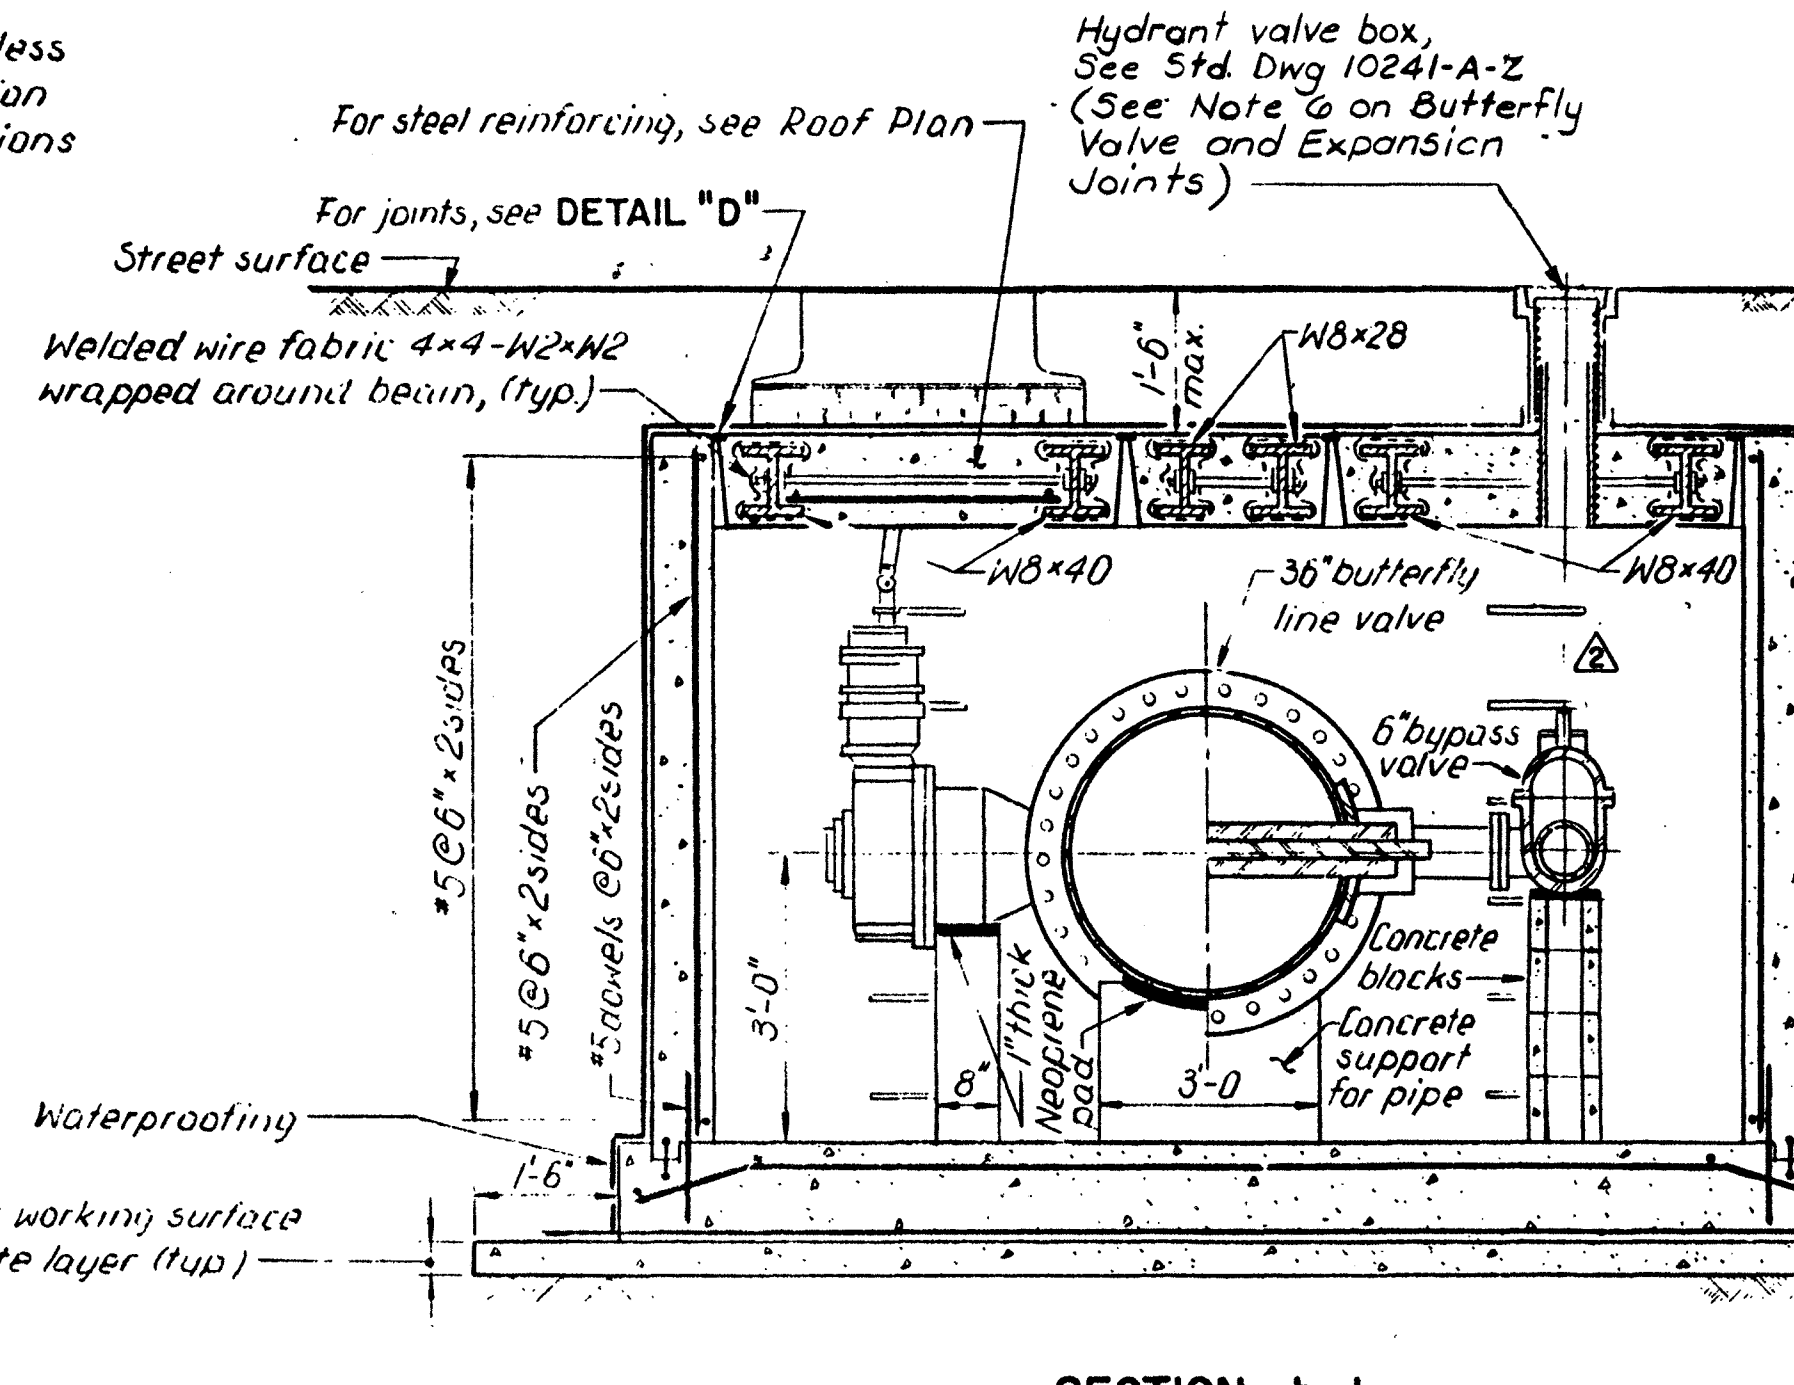 less
For steel reinforcing, see Roof Plan
For joints, see DETAIL "D"
Street surface
Hydrant valve box,
See Std. Dwg 10241-A-Z
(See Note 6 on Butterfly
Valve and Expansion
Joints)
Welded wire fabric 4×4-W2×W2
wrapped around beam, (typ.)
1'-6"
max.
W8×28
W8×40
W8×40
36" butterfly
line valve
2
6" bypass
valve
#5@6"×2sides
#5@6"×2sides
#5dowels @6"×2sides
3'-0"
8"
1" thick
Neoprene
pad
3'-0
Concrete
blocks
Concrete
support
for pipe
Waterproofing
1'-6"
working surface
layer (typ)